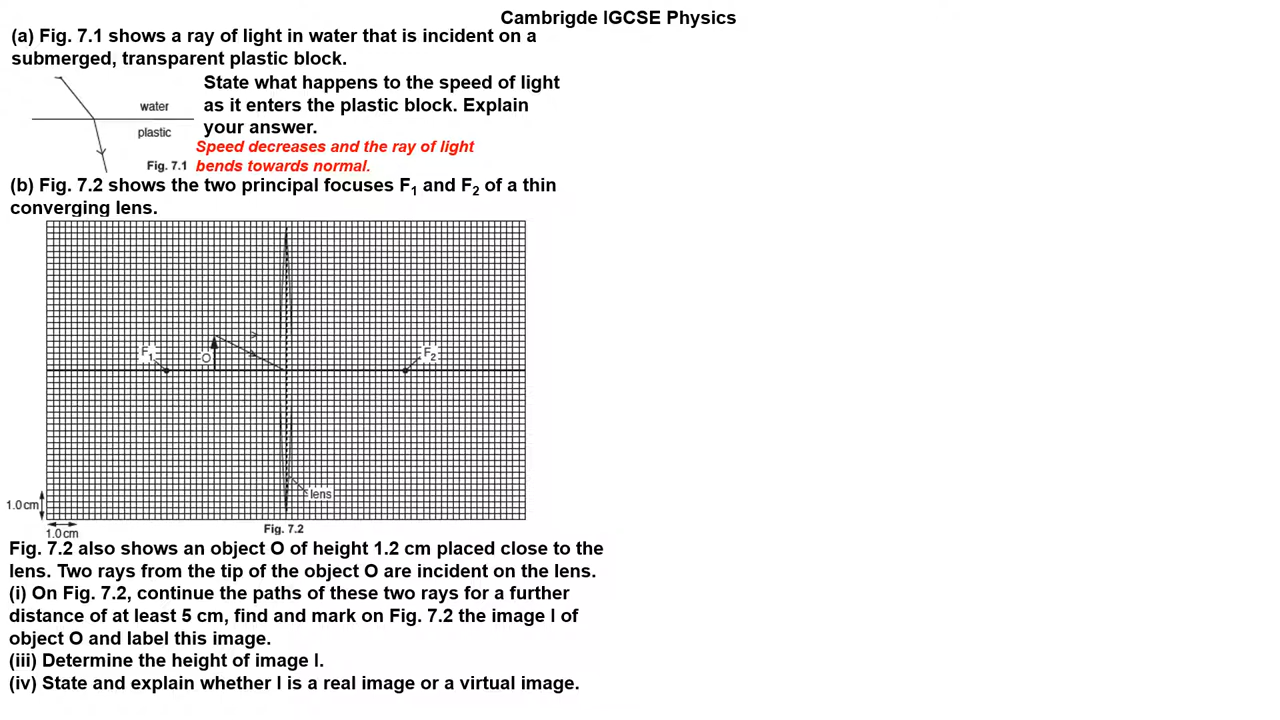 Cambrigde IGCSE Physics
(a) Fig. 7.1 shows a ray of light in water that is incident on a
submerged, transparent plastic block.
State what happens to the speed of light
as it enters the plastic block. Explain
your answer.
water
plastic
Fig. 7.1
Speed decreases and the ray of light
bends towards normal.
(b) Fig. 7.2 shows the two principal focuses F1 and F2 of a thin
converging lens.
F1
O
F2
lens
1.0 cm
1.0 cm
Fig. 7.2
Fig. 7.2 also shows an object O of height 1.2 cm placed close to the
lens. Two rays from the tip of the object O are incident on the lens.
(i) On Fig. 7.2, continue the paths of these two rays for a further
distance of at least 5 cm, find and mark on Fig. 7.2 the image I of
object O and label this image.
(iii) Determine the height of image I.
(iv) State and explain whether I is a real image or a virtual image.